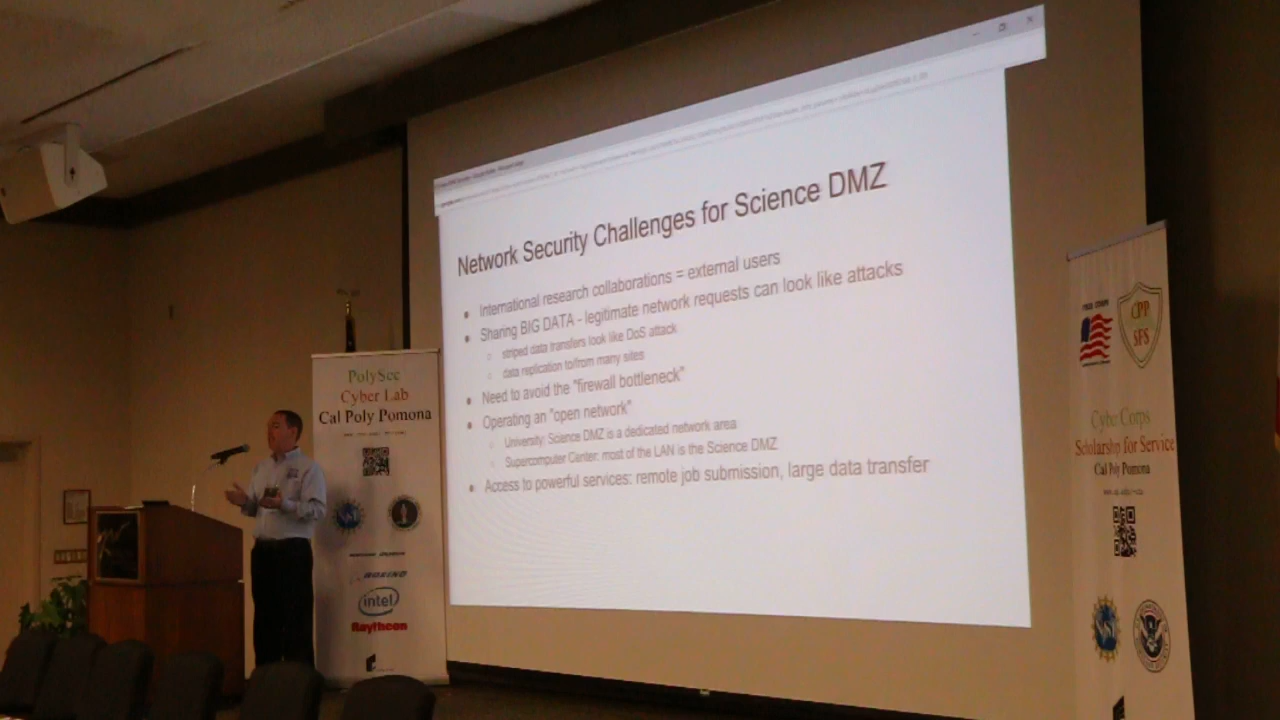 Network Security Challenges for Science DMZ
International research collaborations = external users
Sharing BIG DATA - legitimate network requests can look like attacks
striped data transfers look like DoS attack
data replication to/from many sites
Need to avoid the "firewall bottleneck"
Operating an "open network"
University: Science DMZ is a dedicated network area
Supercomputer Center: most of the LAN is the Science DMZ
Access to powerful services: remote job submission, large data transfer
PolySec
Cyber Lab
Cal Poly Pomona
NSF
BOEING
intel
Raytheon
CPP
SFS
Cyber Corps
Scholarship for Service
Cal Poly Pomona
NSF